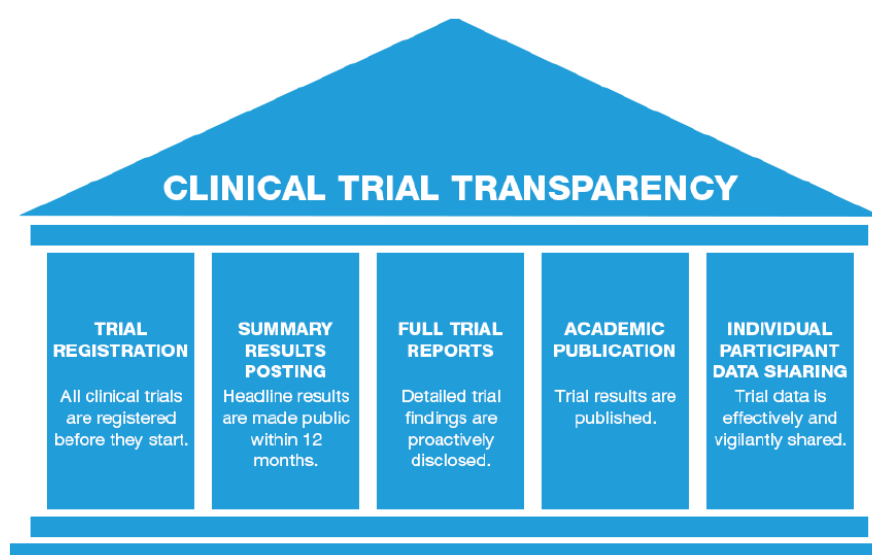 CLINICAL TRIAL TRANSPARENCY
TRIAL
REGISTRATION
All clinical trials
are registered
before they start.
SUMMARY
RESULTS
POSTING
Headline results
are made public
within 12
months.
FULL TRIAL
REPORTS
Detailed trial
findings are
proactively
disclosed.
ACADEMIC
PUBLICATION
Trial results are
published.
INDIVIDUAL
PARTICIPANT
DATA SHARING
Trial data is
effectively and
vigilantly shared.